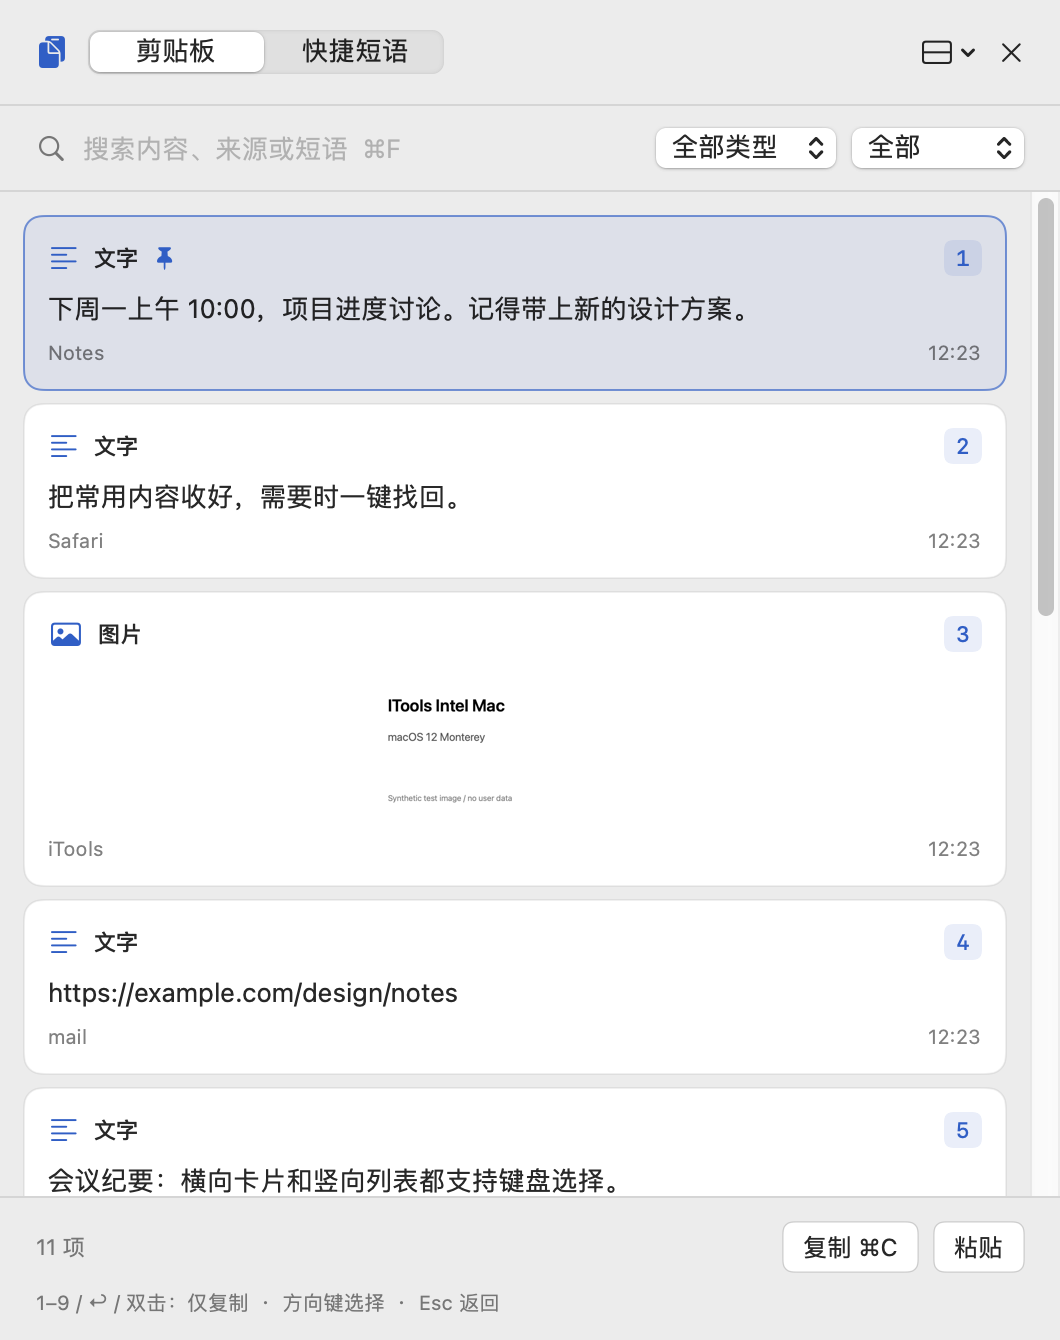 剪贴板 快捷短语
搜索内容、来源或短语 ⌘F 全部类型 全部
文字 1
下周一上午 10:00，项目进度讨论。记得带上新的设计方案。
Notes 12:23
文字 2
把常用内容收好，需要时一键找回。
Safari 12:23
图片 3
ITools Intel Mac
macOS 12 Monterey
Synthetic test image / no user data
iTools 12:23
文字 4
https://example.com/design/notes
mail 12:23
文字 5
会议纪要：横向卡片和竖向列表都支持键盘选择。
11 项 复制 ⌘C 粘贴
1–9 / ↩ / 双击：仅复制 · 方向键选择 · Esc 返回